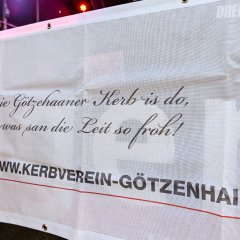 ie Götzehaaner Kerb is do,
was san die Leit so froh!
WWW.KERBVEREIN-GÖTZENHAI